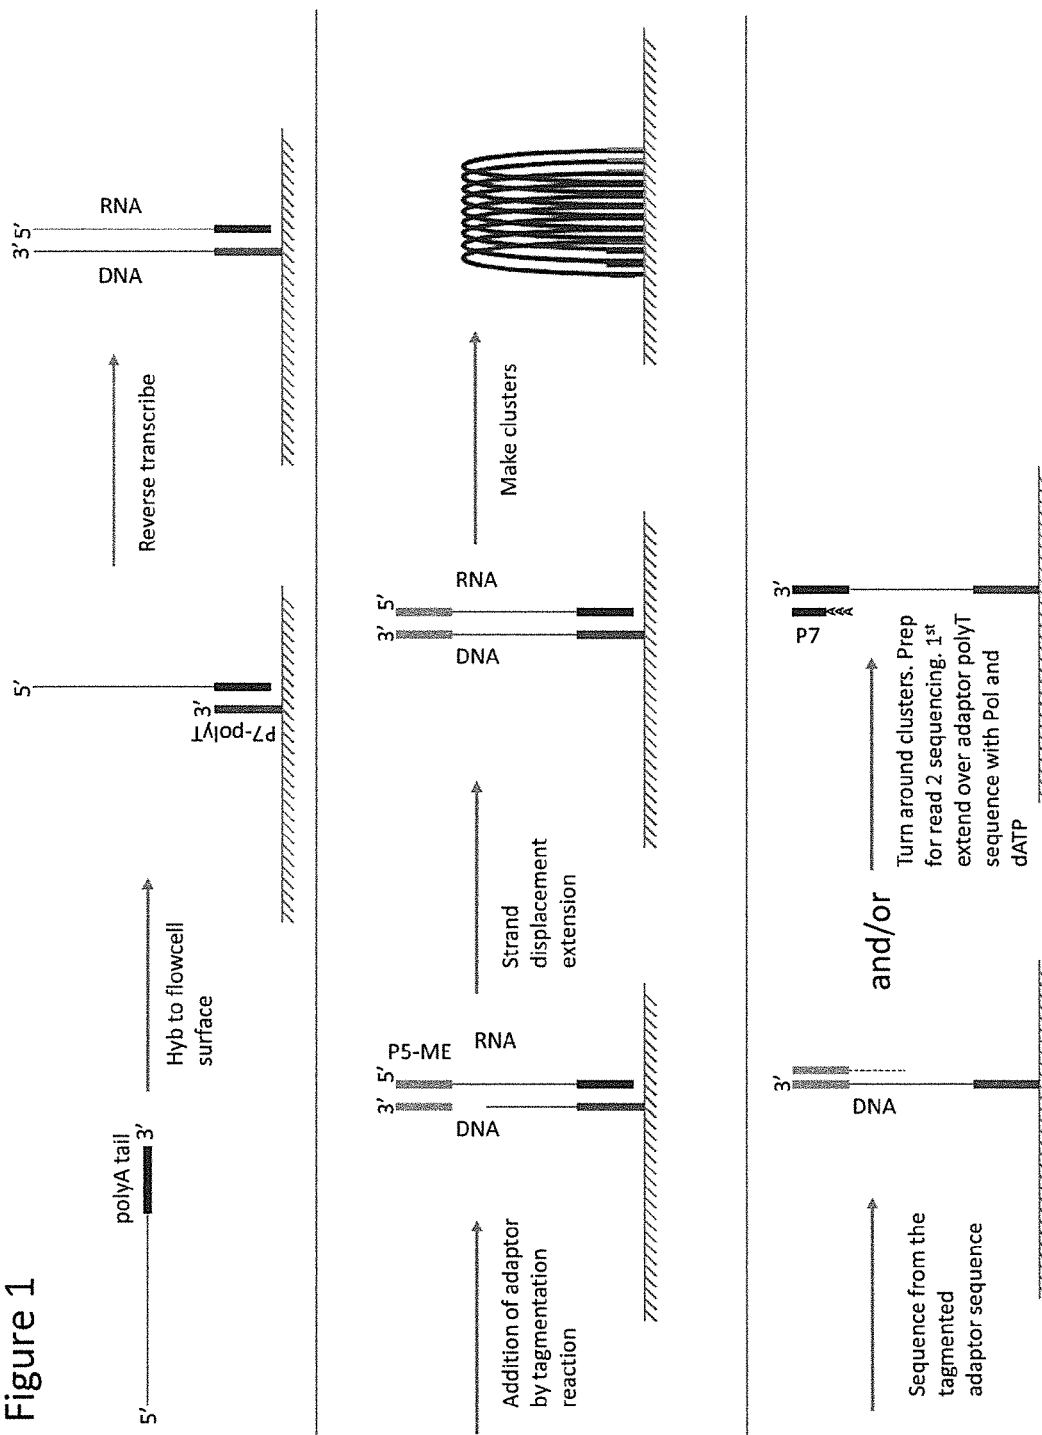 Figure 1
5'
polyA tail
3'
Hyb to flowcell
surface
5'
3'
P7-polyT
Reverse transcribe
3' 5'
RNA
DNA
Addition of adaptor
by tagmentation
reaction
P5-ME
3' 5'
RNA
DNA
Strand
displacement
extension
3' 5'
RNA
DNA
Make clusters
Sequence from the
tagmented
adaptor sequence
3'
DNA
and/or
Turn around clusters. Prep
for read 2 sequencing. 1st
extend over adaptor polyT
sequence with Pol and
dATP
3'
P7
AAA